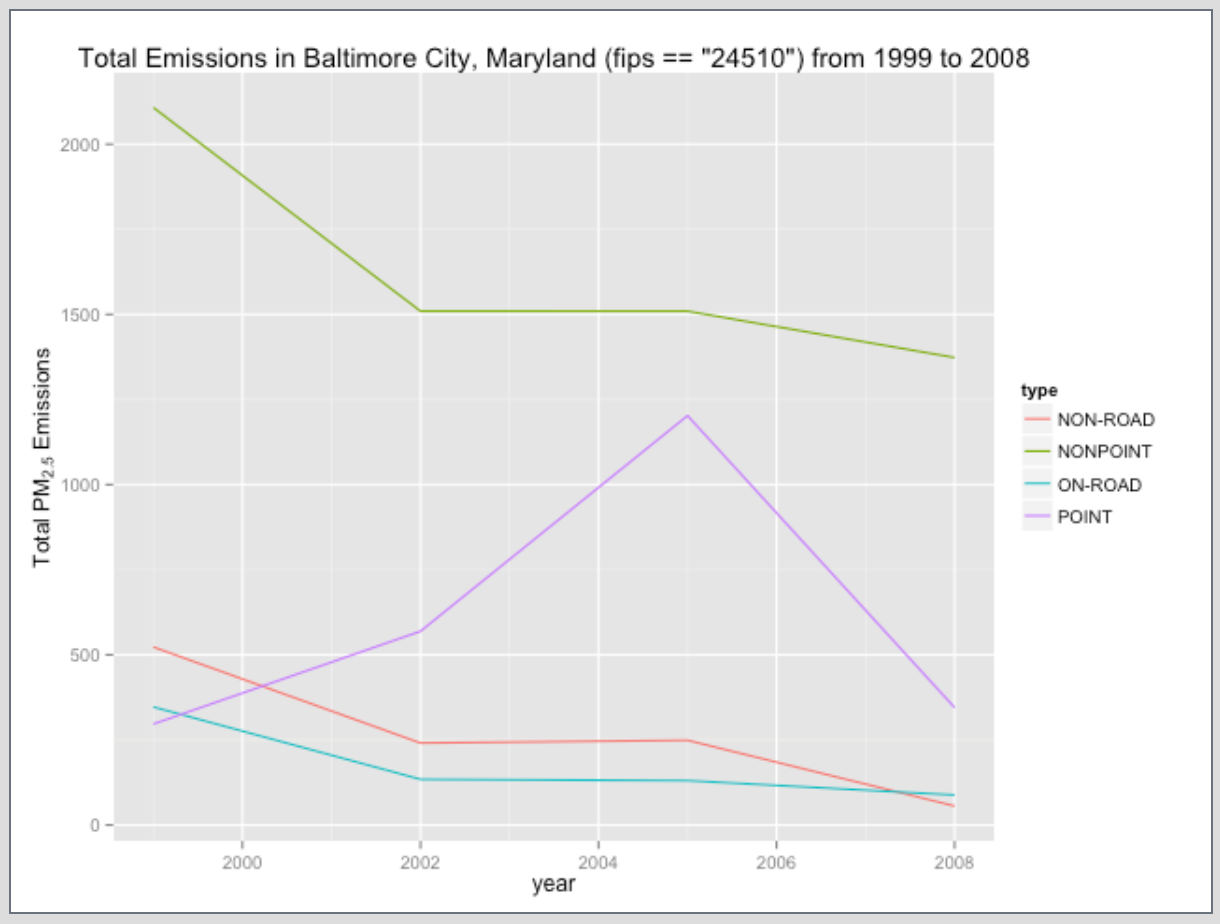 Total Emissions in Baltimore City, Maryland (fips == "24510") from 1999 to 2008
Total PM2.5 Emissions
2000
1500
1000
500
0
2000 2002 2004 2006 2008
year
type
NON-ROAD
NONPOINT
ON-ROAD
POINT